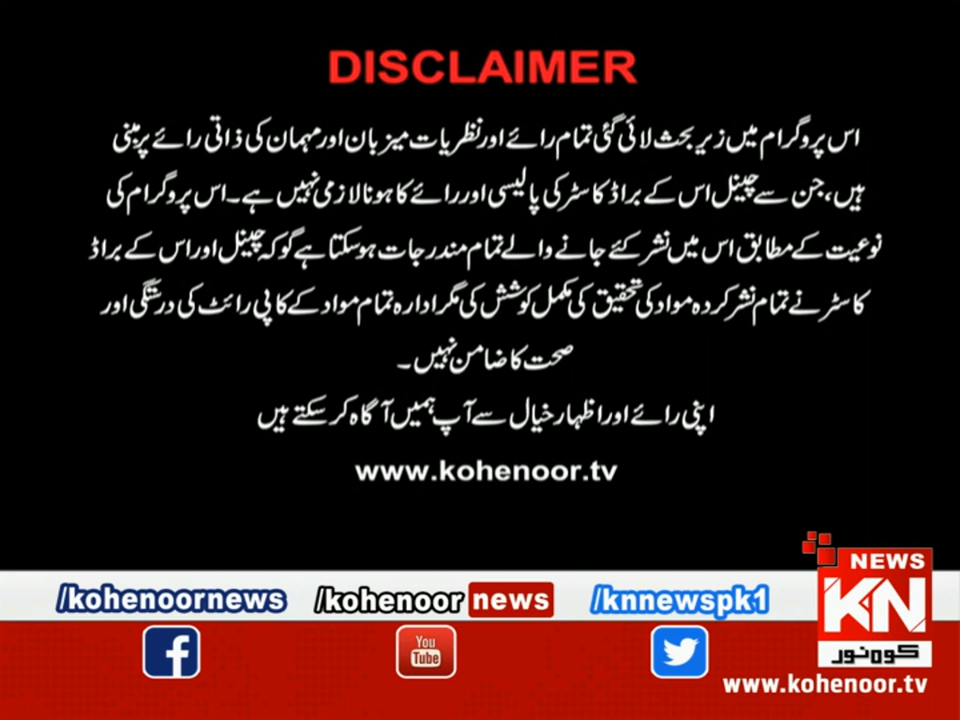 DISCLAIMER
اس پروگرام میں زیر بحث لائی گئی تمام رائے اور نظریات میزبان اور مہمان کی ذاتی رائے پر مبنی
ہیں، جن سے چینل اس کے براڈ کاسٹر کی پالیسی اور رائے کا ہونا لازمی نہیں ہے۔ اس پروگرام کی
نوعیت کے مطابق اس میں نشر کئے جانے والے تمام مندرجات ہو سکتا ہے گو کہ چینل اور اس کے براڈ
کاسٹر نے تمام نشر کردہ مواد کی تحقیق کی مکمل کوشش کی مگر ادارہ تمام مواد کے کاپی رائٹ کی درستگی اور
صحت کا ضامن نہیں۔
اپنی رائے اور اظہار خیال سے آپ ہمیں آگاہ کر سکتے ہیں
www.kohenoor.tv
/kohenoornews
/kohenoor news
/knnewspk1
NEWS
KN
کوہ نور
f
You
Tube
www.kohenoor.tv